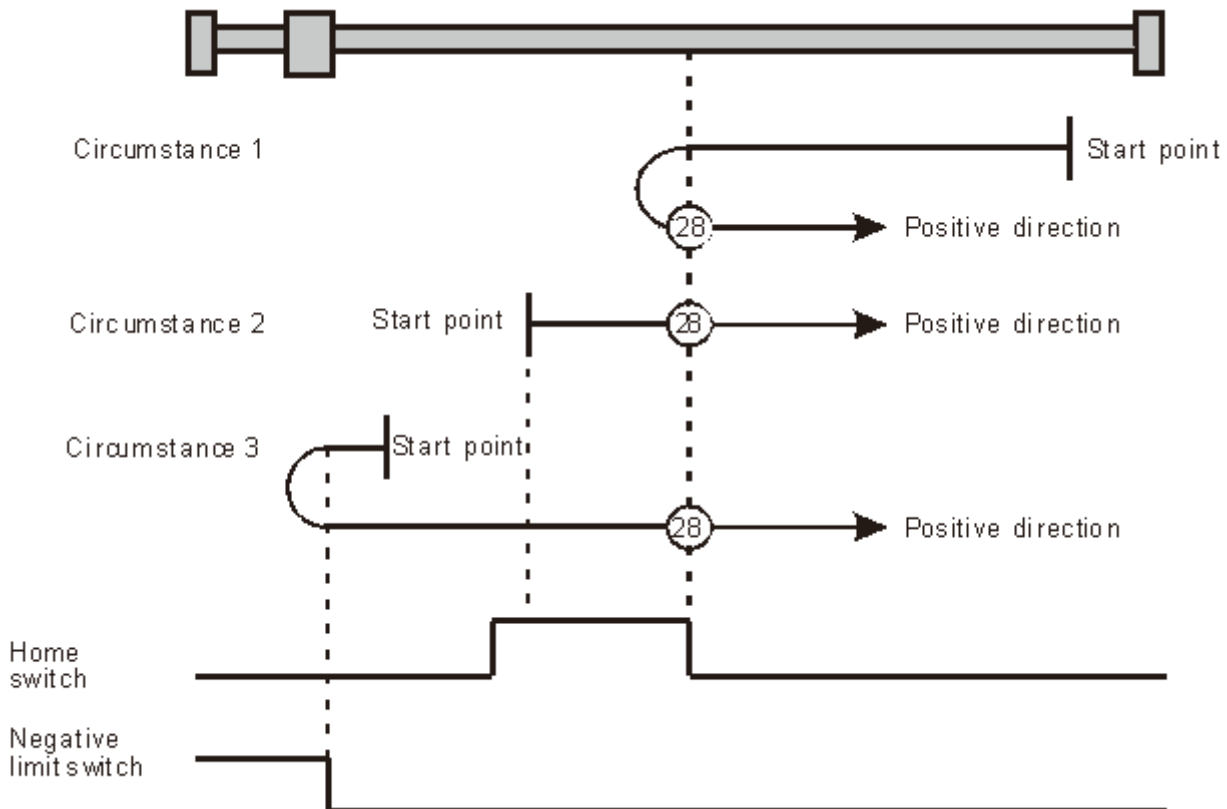 Circumstance 1
Start point
28
Positive direction
Circumstance 2
Start point
28
Positive direction
Circumstance 3
Start point
28
Positive direction
Home
switch
Negative
limit switch